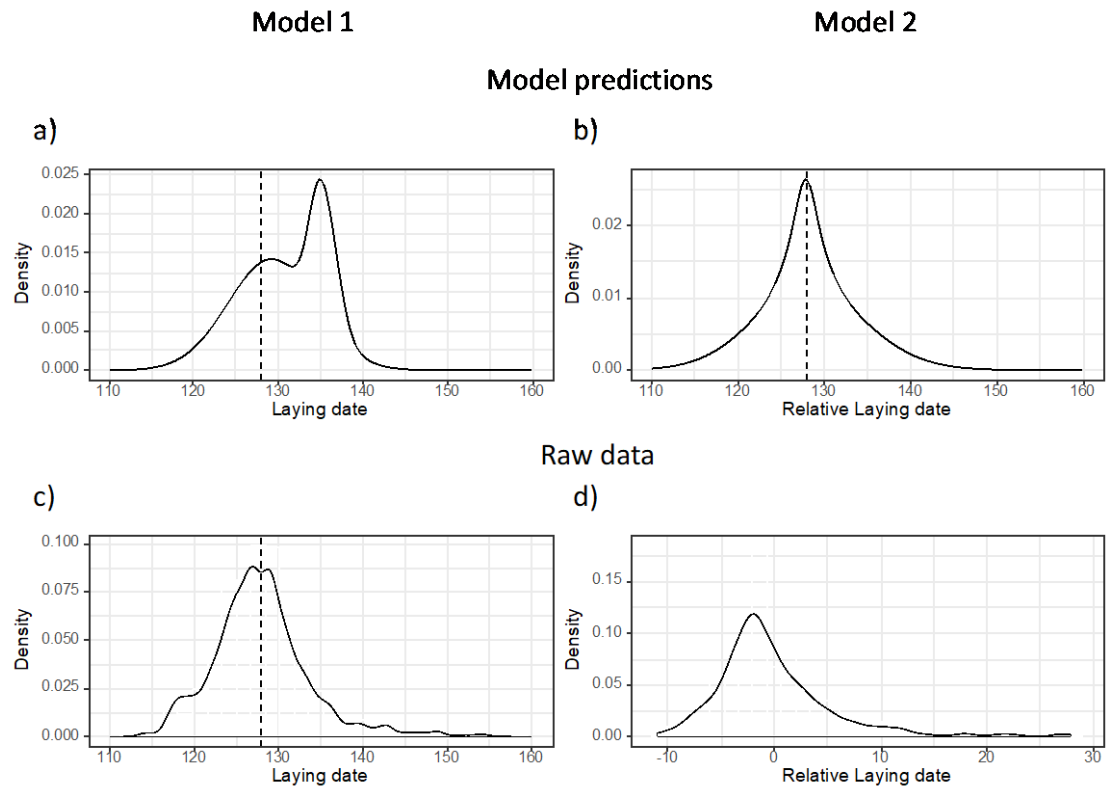 Model 1 Model 2
Model predictions
a) b)
0.025
0.020
0.015
0.010
0.005
0.000
Density
110 120 130 140 150 160
Laying date
0.02
0.01
0.00
Density
110 120 130 140 150 160
Relative Laying date
Raw data
c) d)
0.100
0.075
0.050
0.025
0.000
Density
110 120 130 140 150 160
Laying date
0.15
0.10
0.05
0.00
Density
-10 0 10 20 30
Relative Laying date